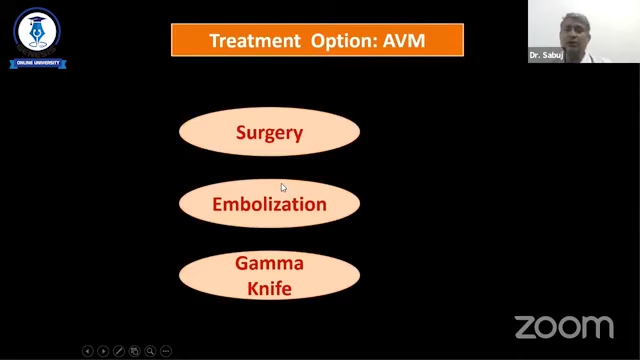 ONLINE UNIVERSITY
Treatment Option: AVM
Dr. Sabuj
Surgery
Embolization
Gamma
Knife
zoom